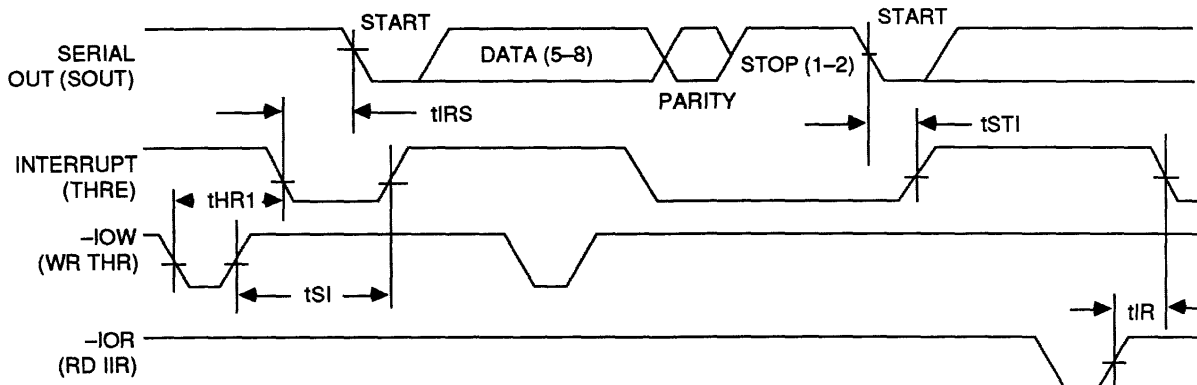 START
START
SERIAL
OUT (SOUT)
DATA (5–8)
STOP (1–2)
PARITY
tIRS
tSTI
INTERRUPT
(THRE)
tHR1
–IOW
(WR THR)
tSI
tIR
–IOR
(RD IIR)